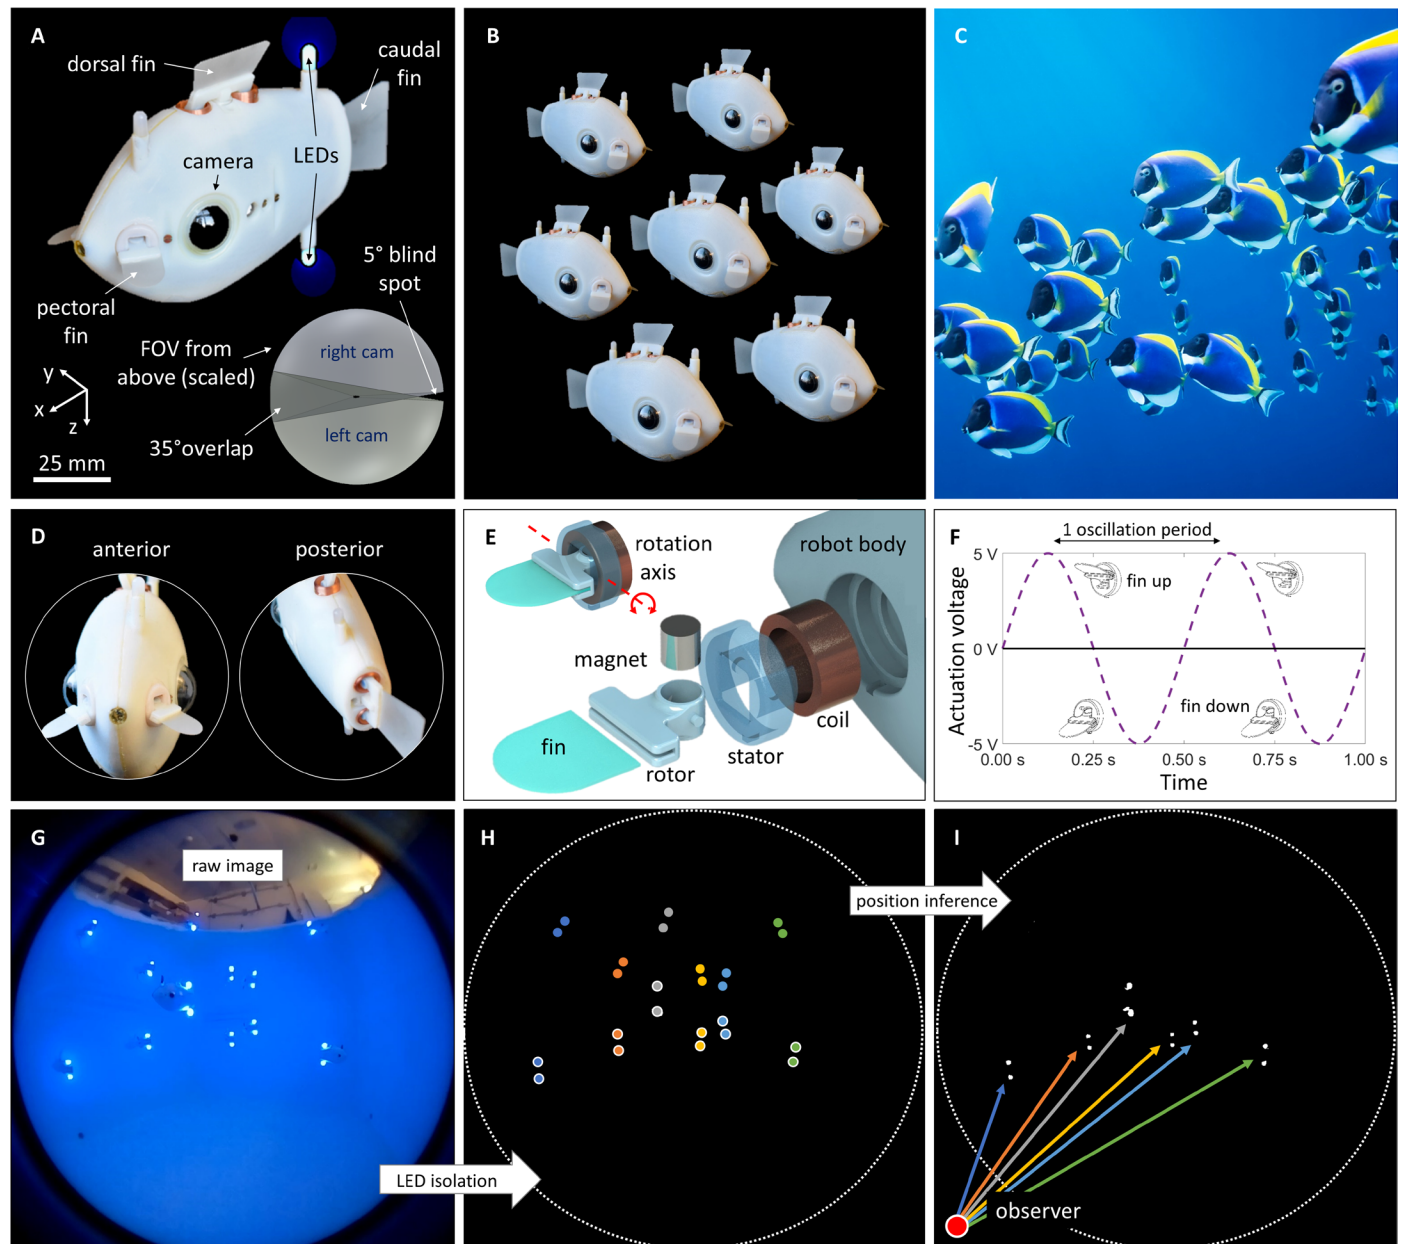 A
dorsal fin
caudal
fin
camera
LEDs
5° blind
spot
pectoral
fin
FOV from
above (scaled)
right cam
left cam
35°overlap
y
x
z
25 mm
B
C
D
anterior
posterior
E
rotation
axis
robot body
magnet
fin
rotor
stator
coil
F
1 oscillation period
5 V
fin up
Actuation voltage
0 V
fin down
-5 V
0.00 s
0.25 s
0.50 s
0.75 s
1.00 s
Time
G
raw image
LED isolation
H
position inference
I
observer